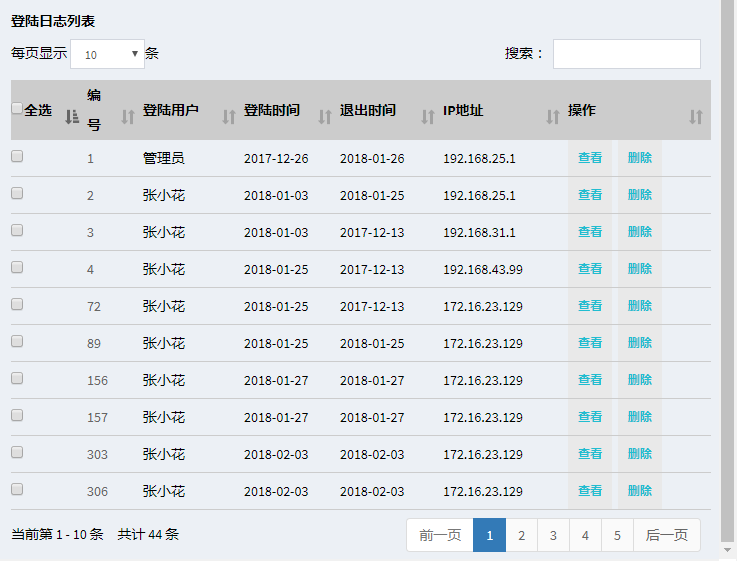 登陆日志列表
每页显示 10 条 搜索：
全选 编号 登陆用户 登陆时间 退出时间 IP地址 操作
1 管理员 2017-12-26 2018-01-26 192.168.25.1 查看 删除
2 张小花 2018-01-03 2018-01-25 192.168.25.1 查看 删除
3 张小花 2018-01-03 2017-12-13 192.168.31.1 查看 删除
4 张小花 2018-01-25 2017-12-13 192.168.43.99 查看 删除
72 张小花 2018-01-25 2017-12-13 172.16.23.129 查看 删除
89 张小花 2018-01-25 2018-01-25 172.16.23.129 查看 删除
156 张小花 2018-01-27 2018-01-27 172.16.23.129 查看 删除
157 张小花 2018-01-27 2018-01-27 172.16.23.129 查看 删除
303 张小花 2018-02-03 2018-02-03 172.16.23.129 查看 删除
306 张小花 2018-02-03 2018-02-03 172.16.23.129 查看 删除
当前第 1 - 10 条 共计 44 条 前一页 1 2 3 4 5 后一页